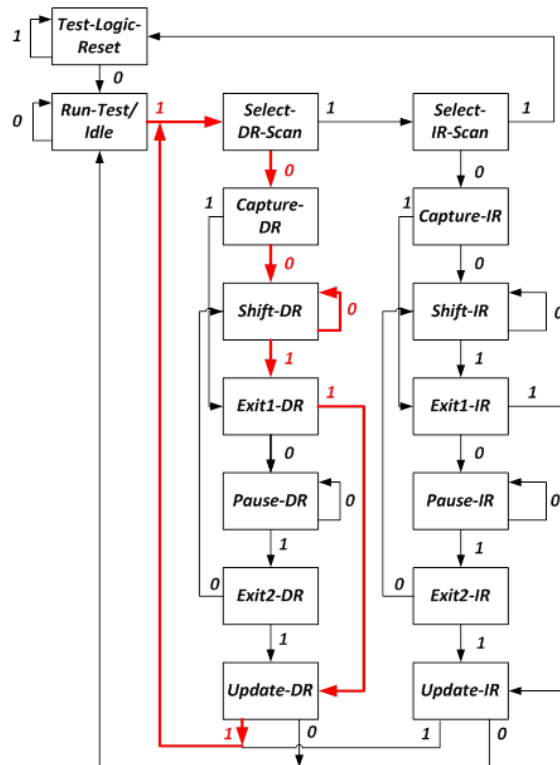 Test-Logic-
Reset
1
0
Run-Test/
Idle
0
1
Select-
DR-Scan
1
Select-
IR-Scan
1
0
0
1
Capture-
DR
1
Capture-IR
0
0
Shift-DR
0
Shift-IR
0
1
1
Exit1-DR
1
Exit1-IR
1
0
0
Pause-DR
0
Pause-IR
0
1
1
0
Exit2-DR
0
Exit2-IR
1
1
Update-DR
Update-IR
1
0
1
0